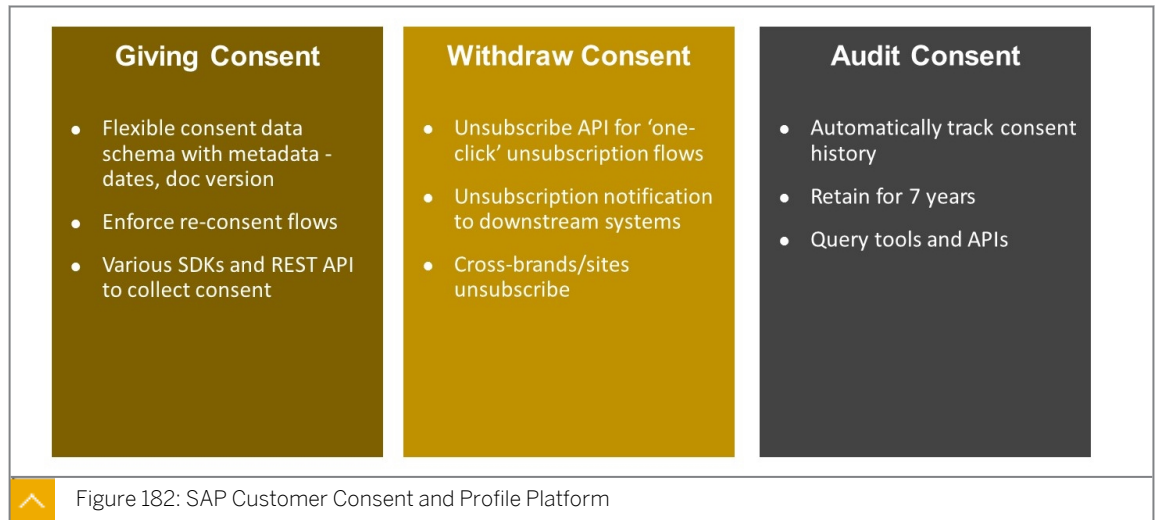 Giving Consent
● Flexible consent data
schema with metadata -
dates, doc version
● Enforce re-consent flows
● Various SDKs and REST API
to collect consent
Withdraw Consent
● Unsubscribe API for ‘one-
click’ unsubscription flows
● Unsubscription notification
to downstream systems
● Cross-brands/sites
unsubscribe
Audit Consent
● Automatically track consent
history
● Retain for 7 years
● Query tools and APIs
Figure 182: SAP Customer Consent and Profile Platform